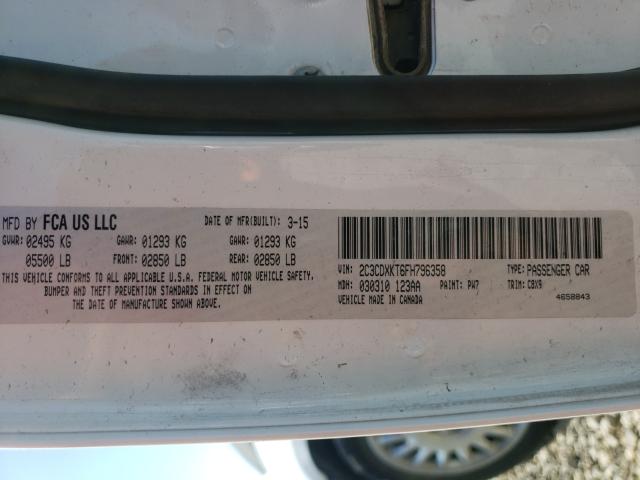 MFD BY FCA US LLC DATE OF MFR(BUILT): 3-15
GVWR: 02495 KG GAWR: 01293 KG GAWR: 01293 KG
05500 LB FRONT: 02850 LB REAR: 02850 LB
THIS VEHICLE CONFORMS TO ALL APPLICABLE U.S.A. FEDERAL MOTOR VEHICLE SAFETY,
BUMPER AND THEFT PREVENTION STANDARDS IN EFFECT ON
THE DATE OF MANUFACTURE SHOWN ABOVE.
VIN: 2C3CDXKT6FH796358 TYPE: PASSENGER CAR
MDH: 030310 123AA PAINT: PW7 TRIM: CBX9
VEHICLE MADE IN CANADA 4658843